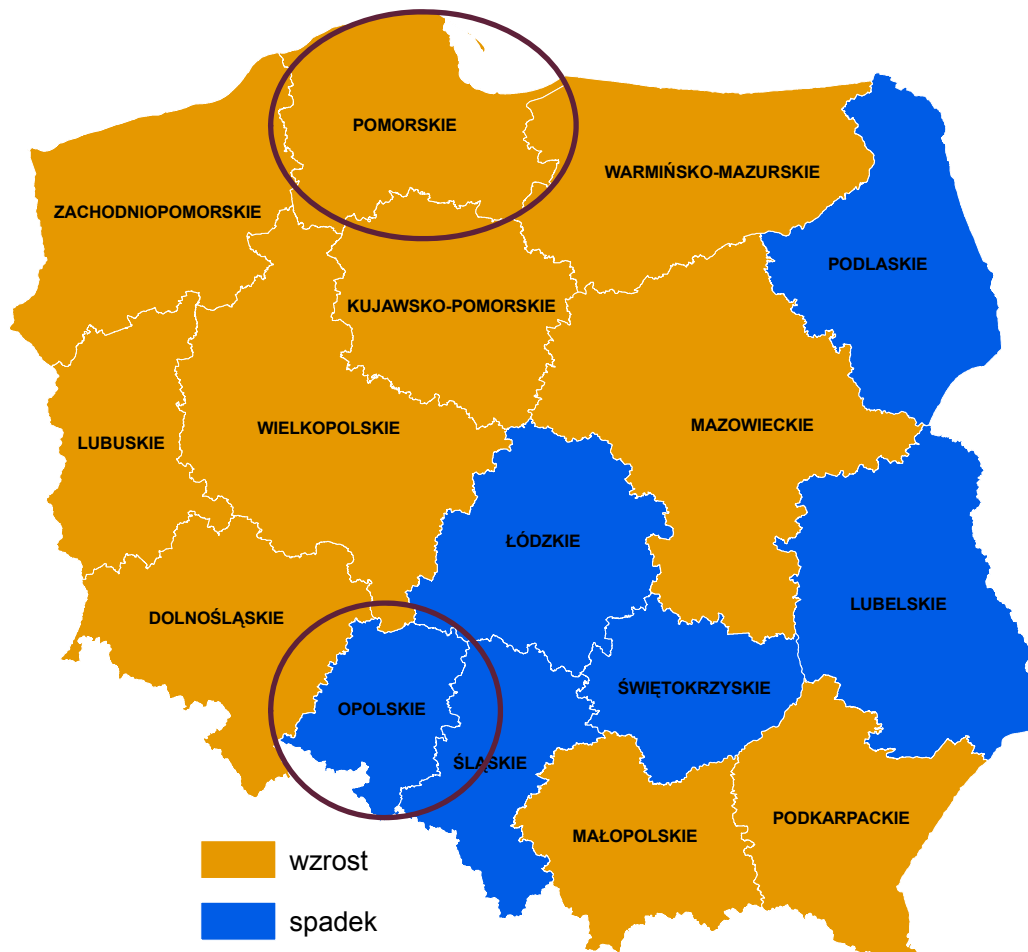 POMORSKIE
WARMIŃSKO-MAZURSKIE
ZACHODNIOPOMORSKIE
PODLASKIE
KUJAWSKO-POMORSKIE
MAZOWIECKIE
WIELKOPOLSKIE
LUBUSKIE
ŁÓDZKIE
LUBELSKIE
DOLNOŚLĄSKIE
ŚWIĘTOKRZYSKIE
OPOLSKIE
ŚLĄSKIE
PODKARPACKIE
MAŁOPOLSKIE
wzrost
spadek